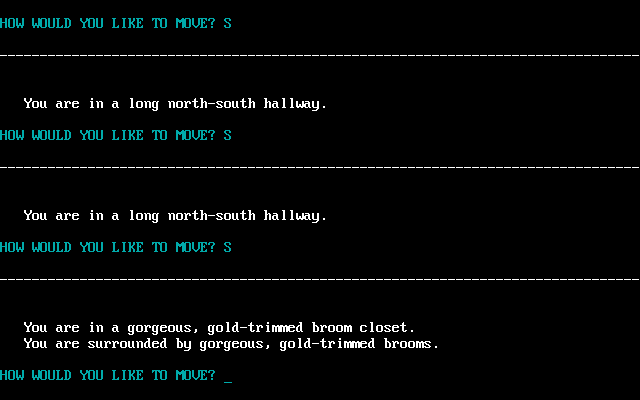 HOW WOULD YOU LIKE TO MOVE? S
You are in a long north-south hallway.
HOW WOULD YOU LIKE TO MOVE? S
You are in a long north-south hallway.
HOW WOULD YOU LIKE TO MOVE? S
You are in a gorgeous, gold-trimmed broom closet.
You are surrounded by gorgeous, gold-trimmed brooms.
HOW WOULD YOU LIKE TO MOVE? _